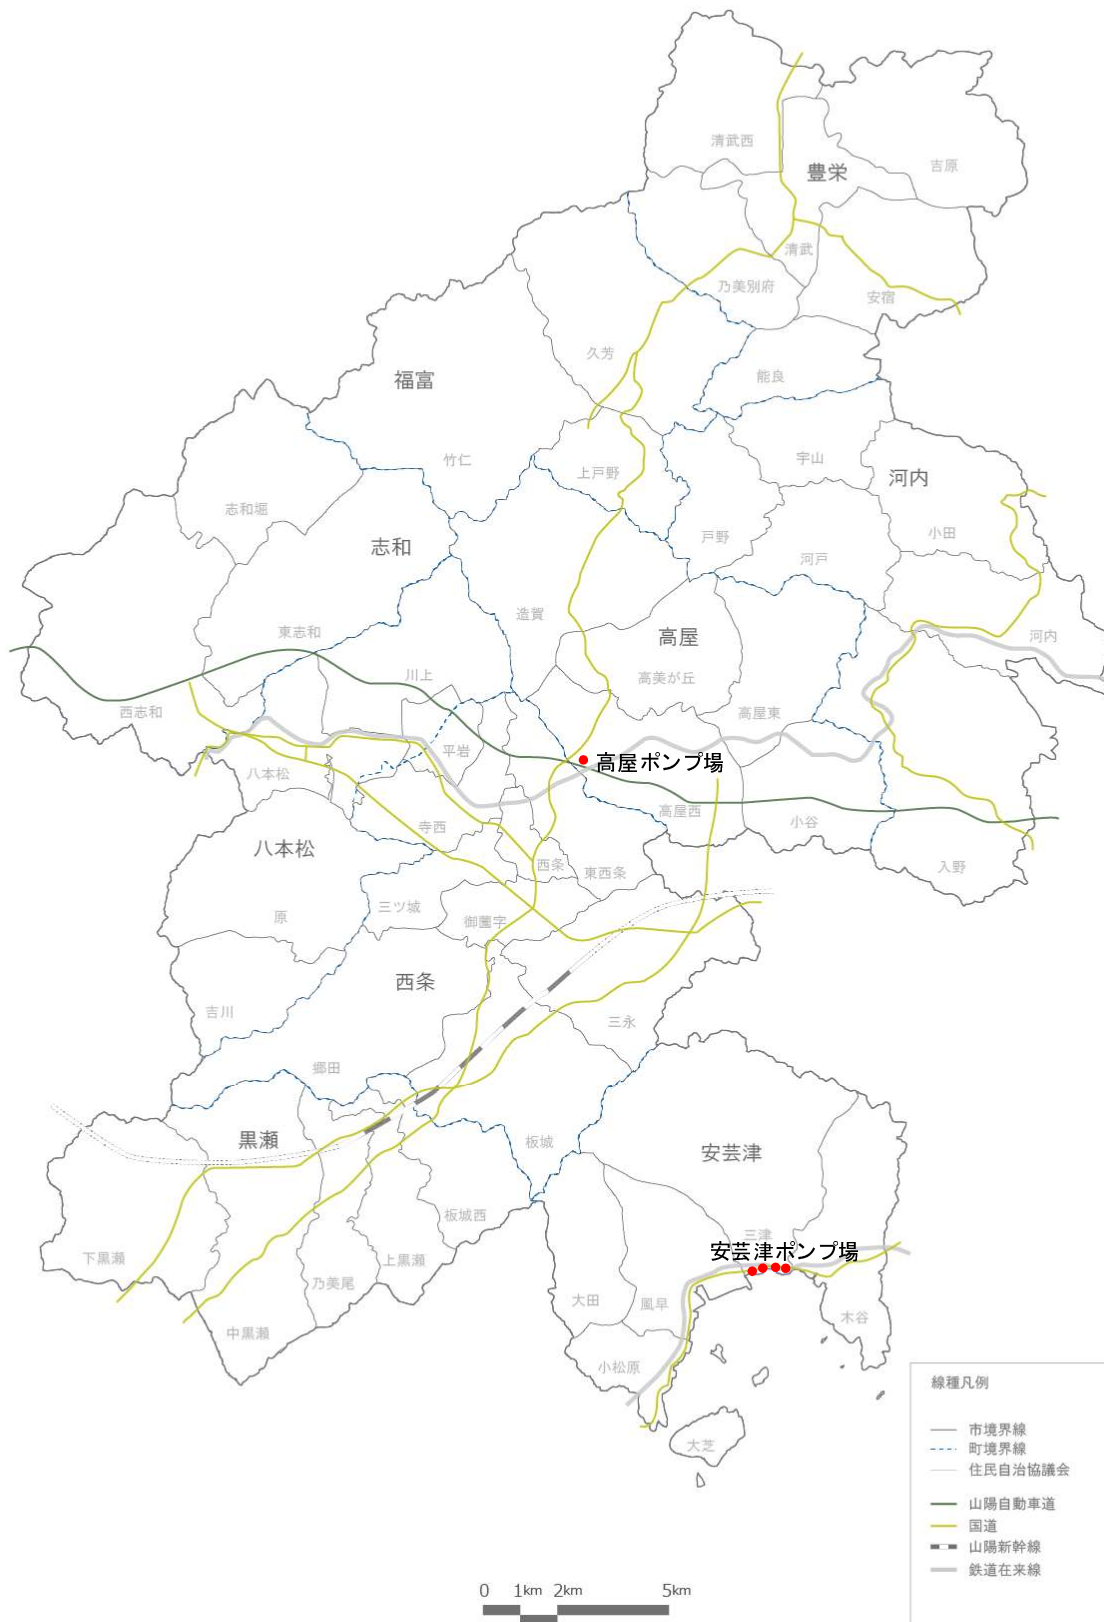 清武西
豊栄
吉原
清武
乃美別府
安宿
久芳
福富
能良
竹仁
上戸野
宇山
河内
志和堀
小田
志和
戸野
河戸
造賀
東志和
高屋
河内
川上
高美が丘
西志和
高屋東
平岩
高屋ポンプ場
八本松
高屋西
小谷
寺西
八本松
西条
東西条
入野
原
三ツ城
御薗宇
西条
吉川
三永
郷田
黒瀬
板城
安芸津
板城西
三津
安芸津ポンプ場
下黒瀬
上黒瀬
乃美尾
大田
風早
木谷
中黒瀬
小松原
大芝
線種凡例
市境界線
町境界線
住民自治協議会
山陽自動車道
国道
山陽新幹線
鉄道在来線
0 1km 2km 5km